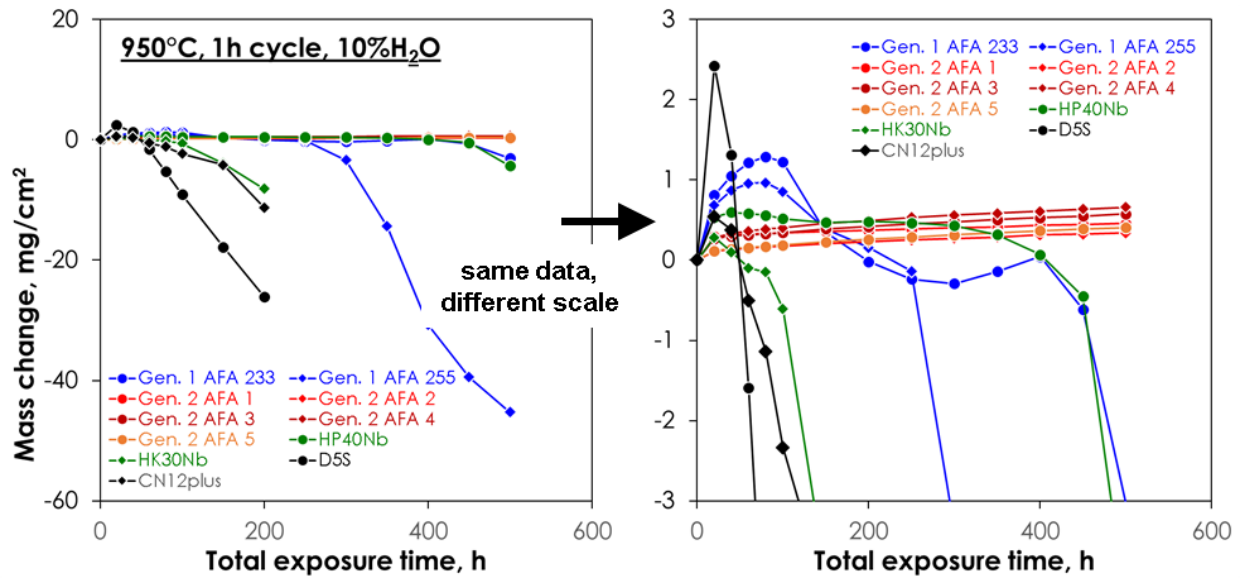 950°C, 1h cycle, 10%H₂O
Mass change, mg/cm²
20
0
-20
-40
-60
0
200
400
600
Total exposure time, h
Gen. 1 AFA 233
Gen. 1 AFA 255
Gen. 2 AFA 1
Gen. 2 AFA 2
Gen. 2 AFA 3
Gen. 2 AFA 4
Gen. 2 AFA 5
HP40Nb
HK30Nb
D5S
CN12plus
same data,
different scale
3
2
1
0
-1
-2
-3
0
200
400
600
Total exposure time, h
Gen. 1 AFA 233
Gen. 1 AFA 255
Gen. 2 AFA 1
Gen. 2 AFA 2
Gen. 2 AFA 3
Gen. 2 AFA 4
Gen. 2 AFA 5
HP40Nb
HK30Nb
D5S
CN12plus